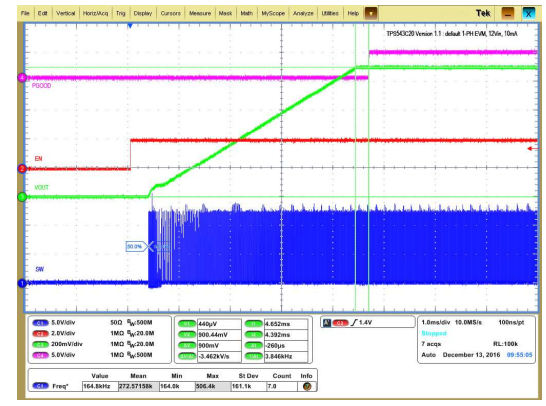 File Edit Vertical Horiz/Acq Trig Display Cursors Measure Mask Math MyScope Analyze Utilities Help Tek
TPS543C20 Version 1.1 : default 1-PH EVM, 12Vin, 10mA
PGOOD
EN
VOUT
50.0%
SW
C1 5.0V/div 50Ω BW:500M
C2 2.0V/div 1MΩ BW:20.0M
C3 200mV/div 1MΩ BW:20.0M
C4 5.0V/div 1MΩ BW:500M
440µV
900.44mV
900mV
-3.462kV/s
4.652ms
4.392ms
-260µs
3.846kHz
A C2 1.4V
1.0ms/div 10.0MS/s 100ns/pt
Stopped
7 acqs RL:100k
Auto December 13, 2016 09:55:05
Value Mean Min Max St Dev Count Info
Freq* 164.8kHz 272.57158k 164.0k 506.4k 161.1k 7.0